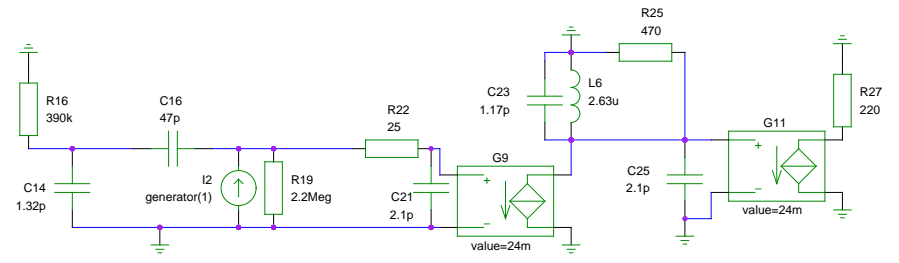 R16
390k
C14
1.32p
C16
47p
I2
generator(1)
R19
2.2Meg
R22
25
C21
2.1p
G9
+
−
value=24m
C23
1.17p
L6
2.63u
R25
470
C25
2.1p
G11
+
−
value=24m
R27
220